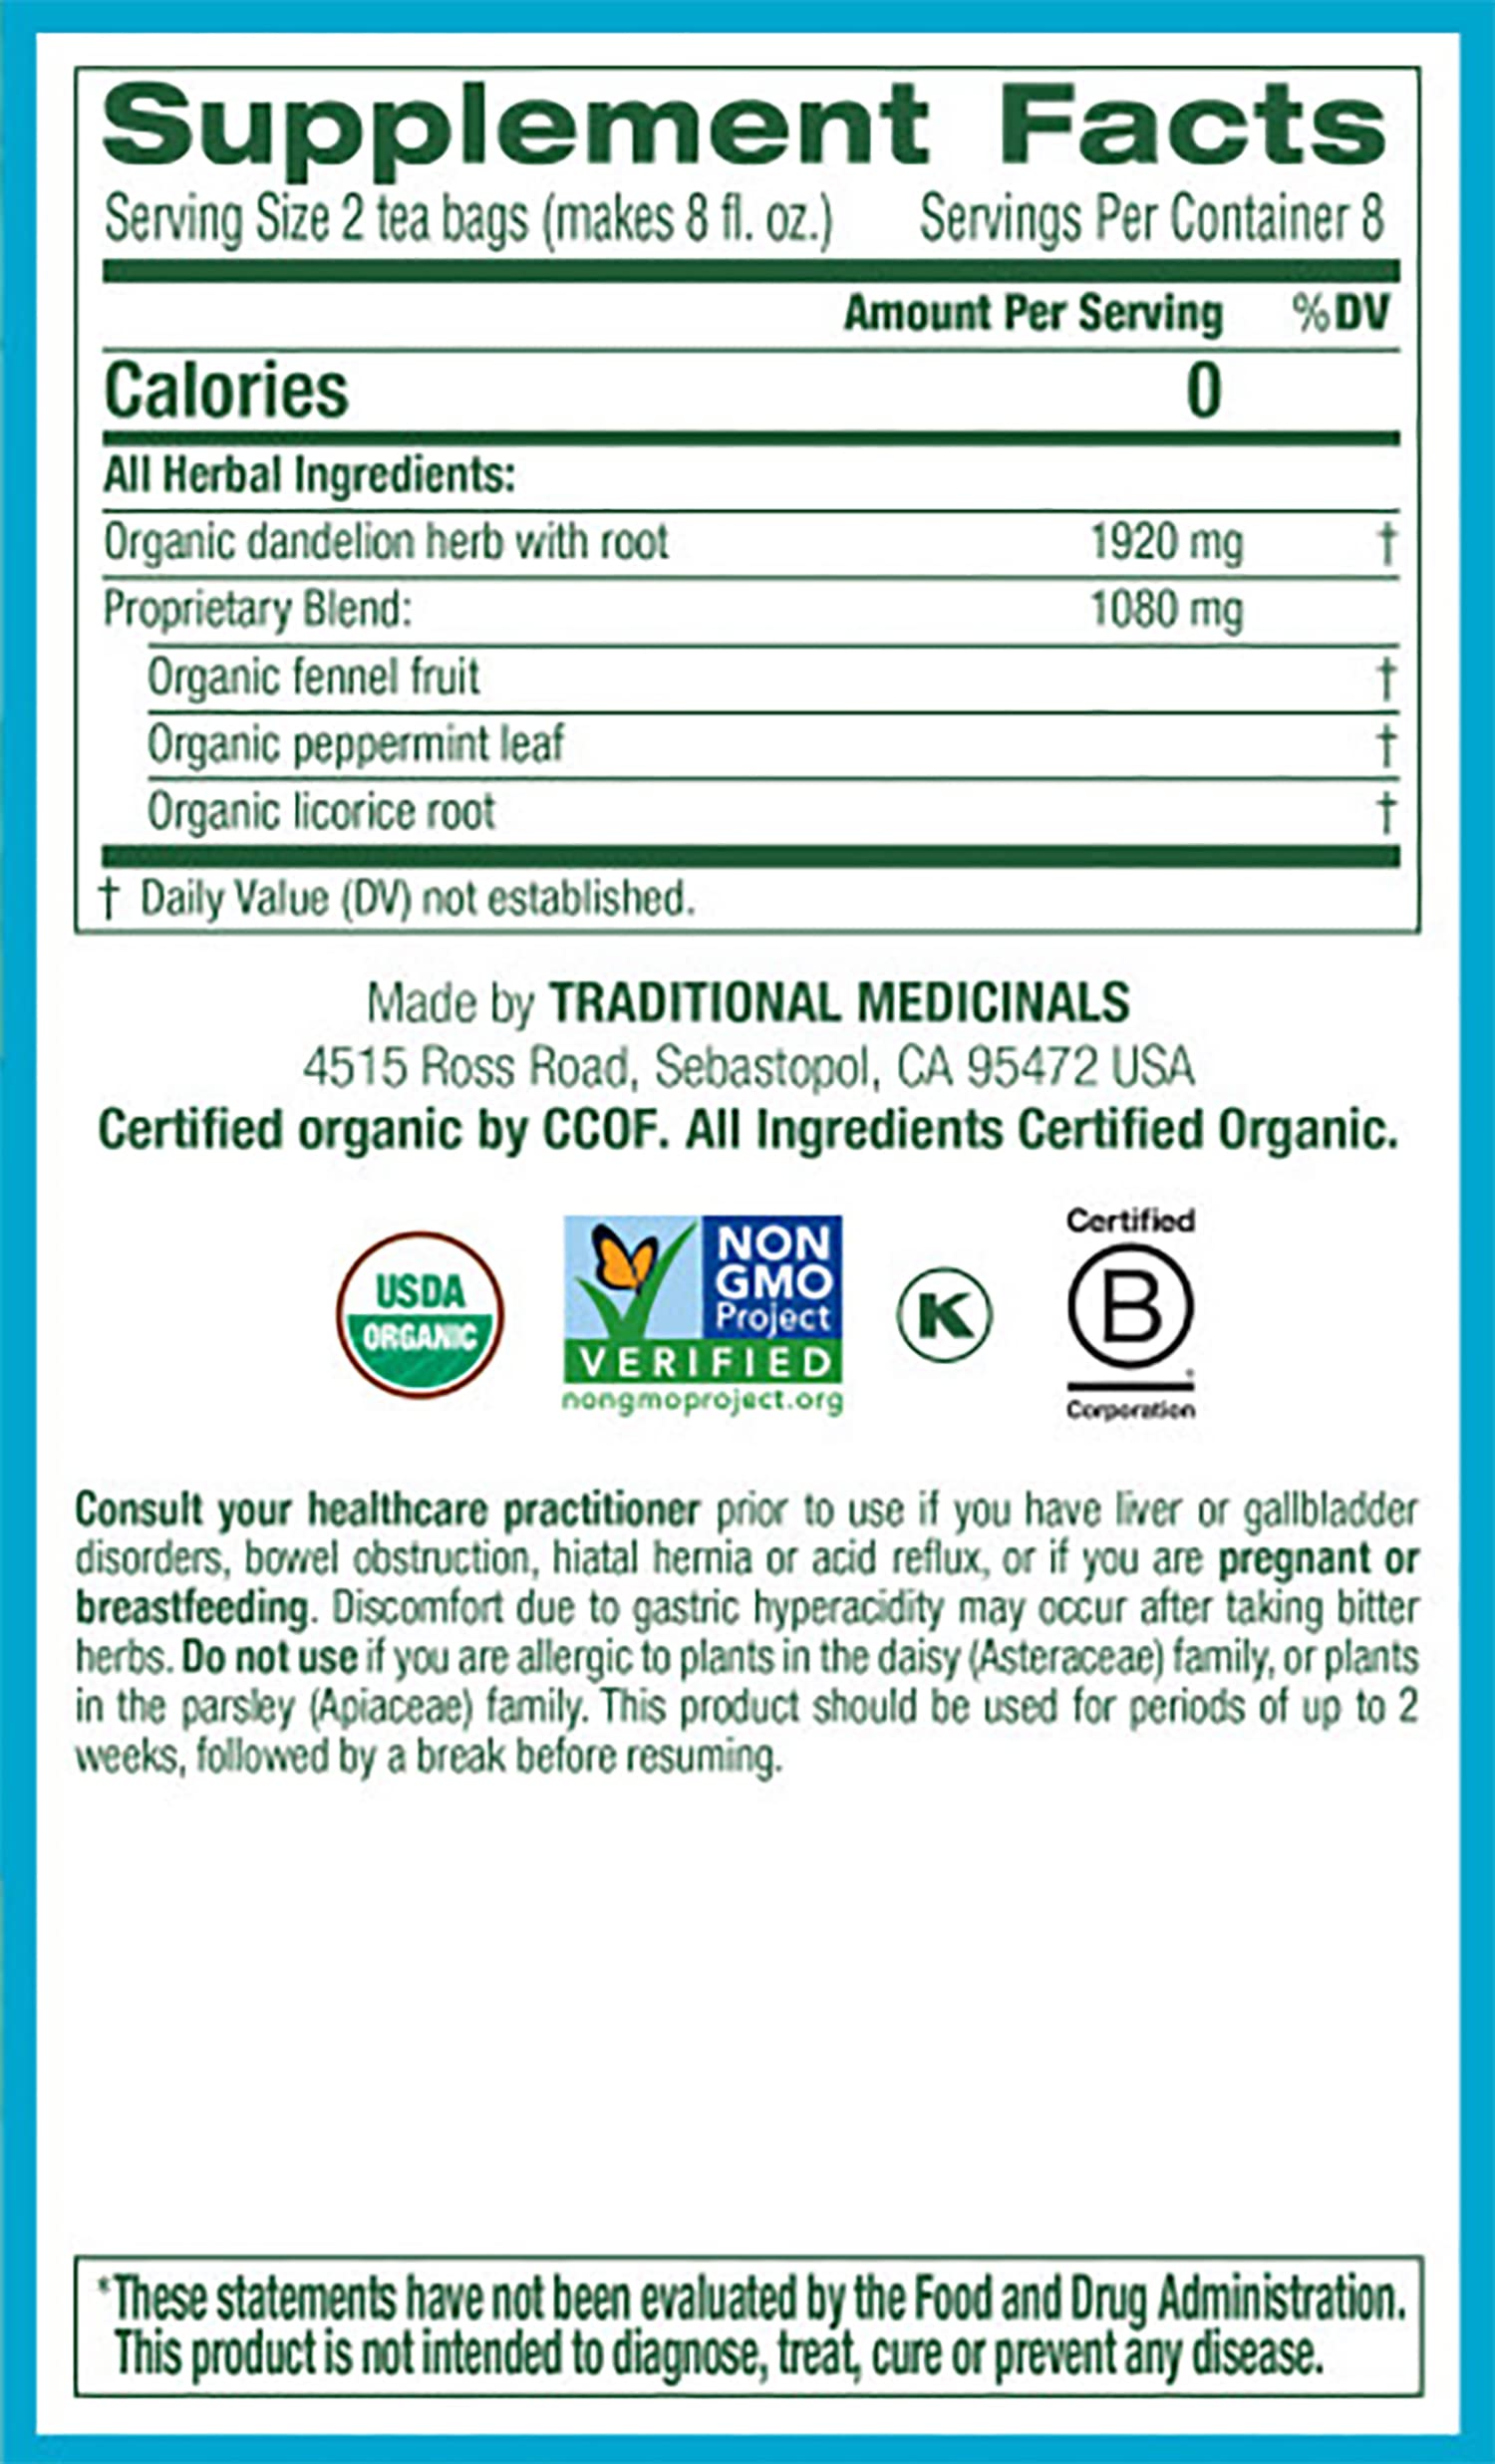 Supplement Facts
Serving Size 2 tea bags (makes 8 fl. oz.) Servings Per Container 8
Amount Per Serving %DV
Calories 0
All Herbal Ingredients:
Organic dandelion herb with root 1920 mg †
Proprietary Blend: 1080 mg
Organic fennel fruit †
Organic peppermint leaf †
Organic licorice root †
† Daily Value (DV) not established.
Made by TRADITIONAL MEDICINALS
4515 Ross Road, Sebastopol, CA 95472 USA
Certified organic by CCOF. All Ingredients Certified Organic.
USDA
ORGANIC
NON
GMO
Project
VERIFIED
nongmoproject.org
K
Certified
B
®
Corporation
Consult your healthcare practitioner prior to use if you have liver or gallbladder
disorders, bowel obstruction, hiatal hernia or acid reflux, or if you are pregnant or
breastfeeding. Discomfort due to gastric hyperacidity may occur after taking bitter
herbs. Do not use if you are allergic to plants in the daisy (Asteraceae) family, or plants
in the parsley (Apiaceae) family. This product should be used for periods of up to 2
weeks, followed by a break before resuming.
*These statements have not been evaluated by the Food and Drug Administration.
This product is not intended to diagnose, treat, cure or prevent any disease.